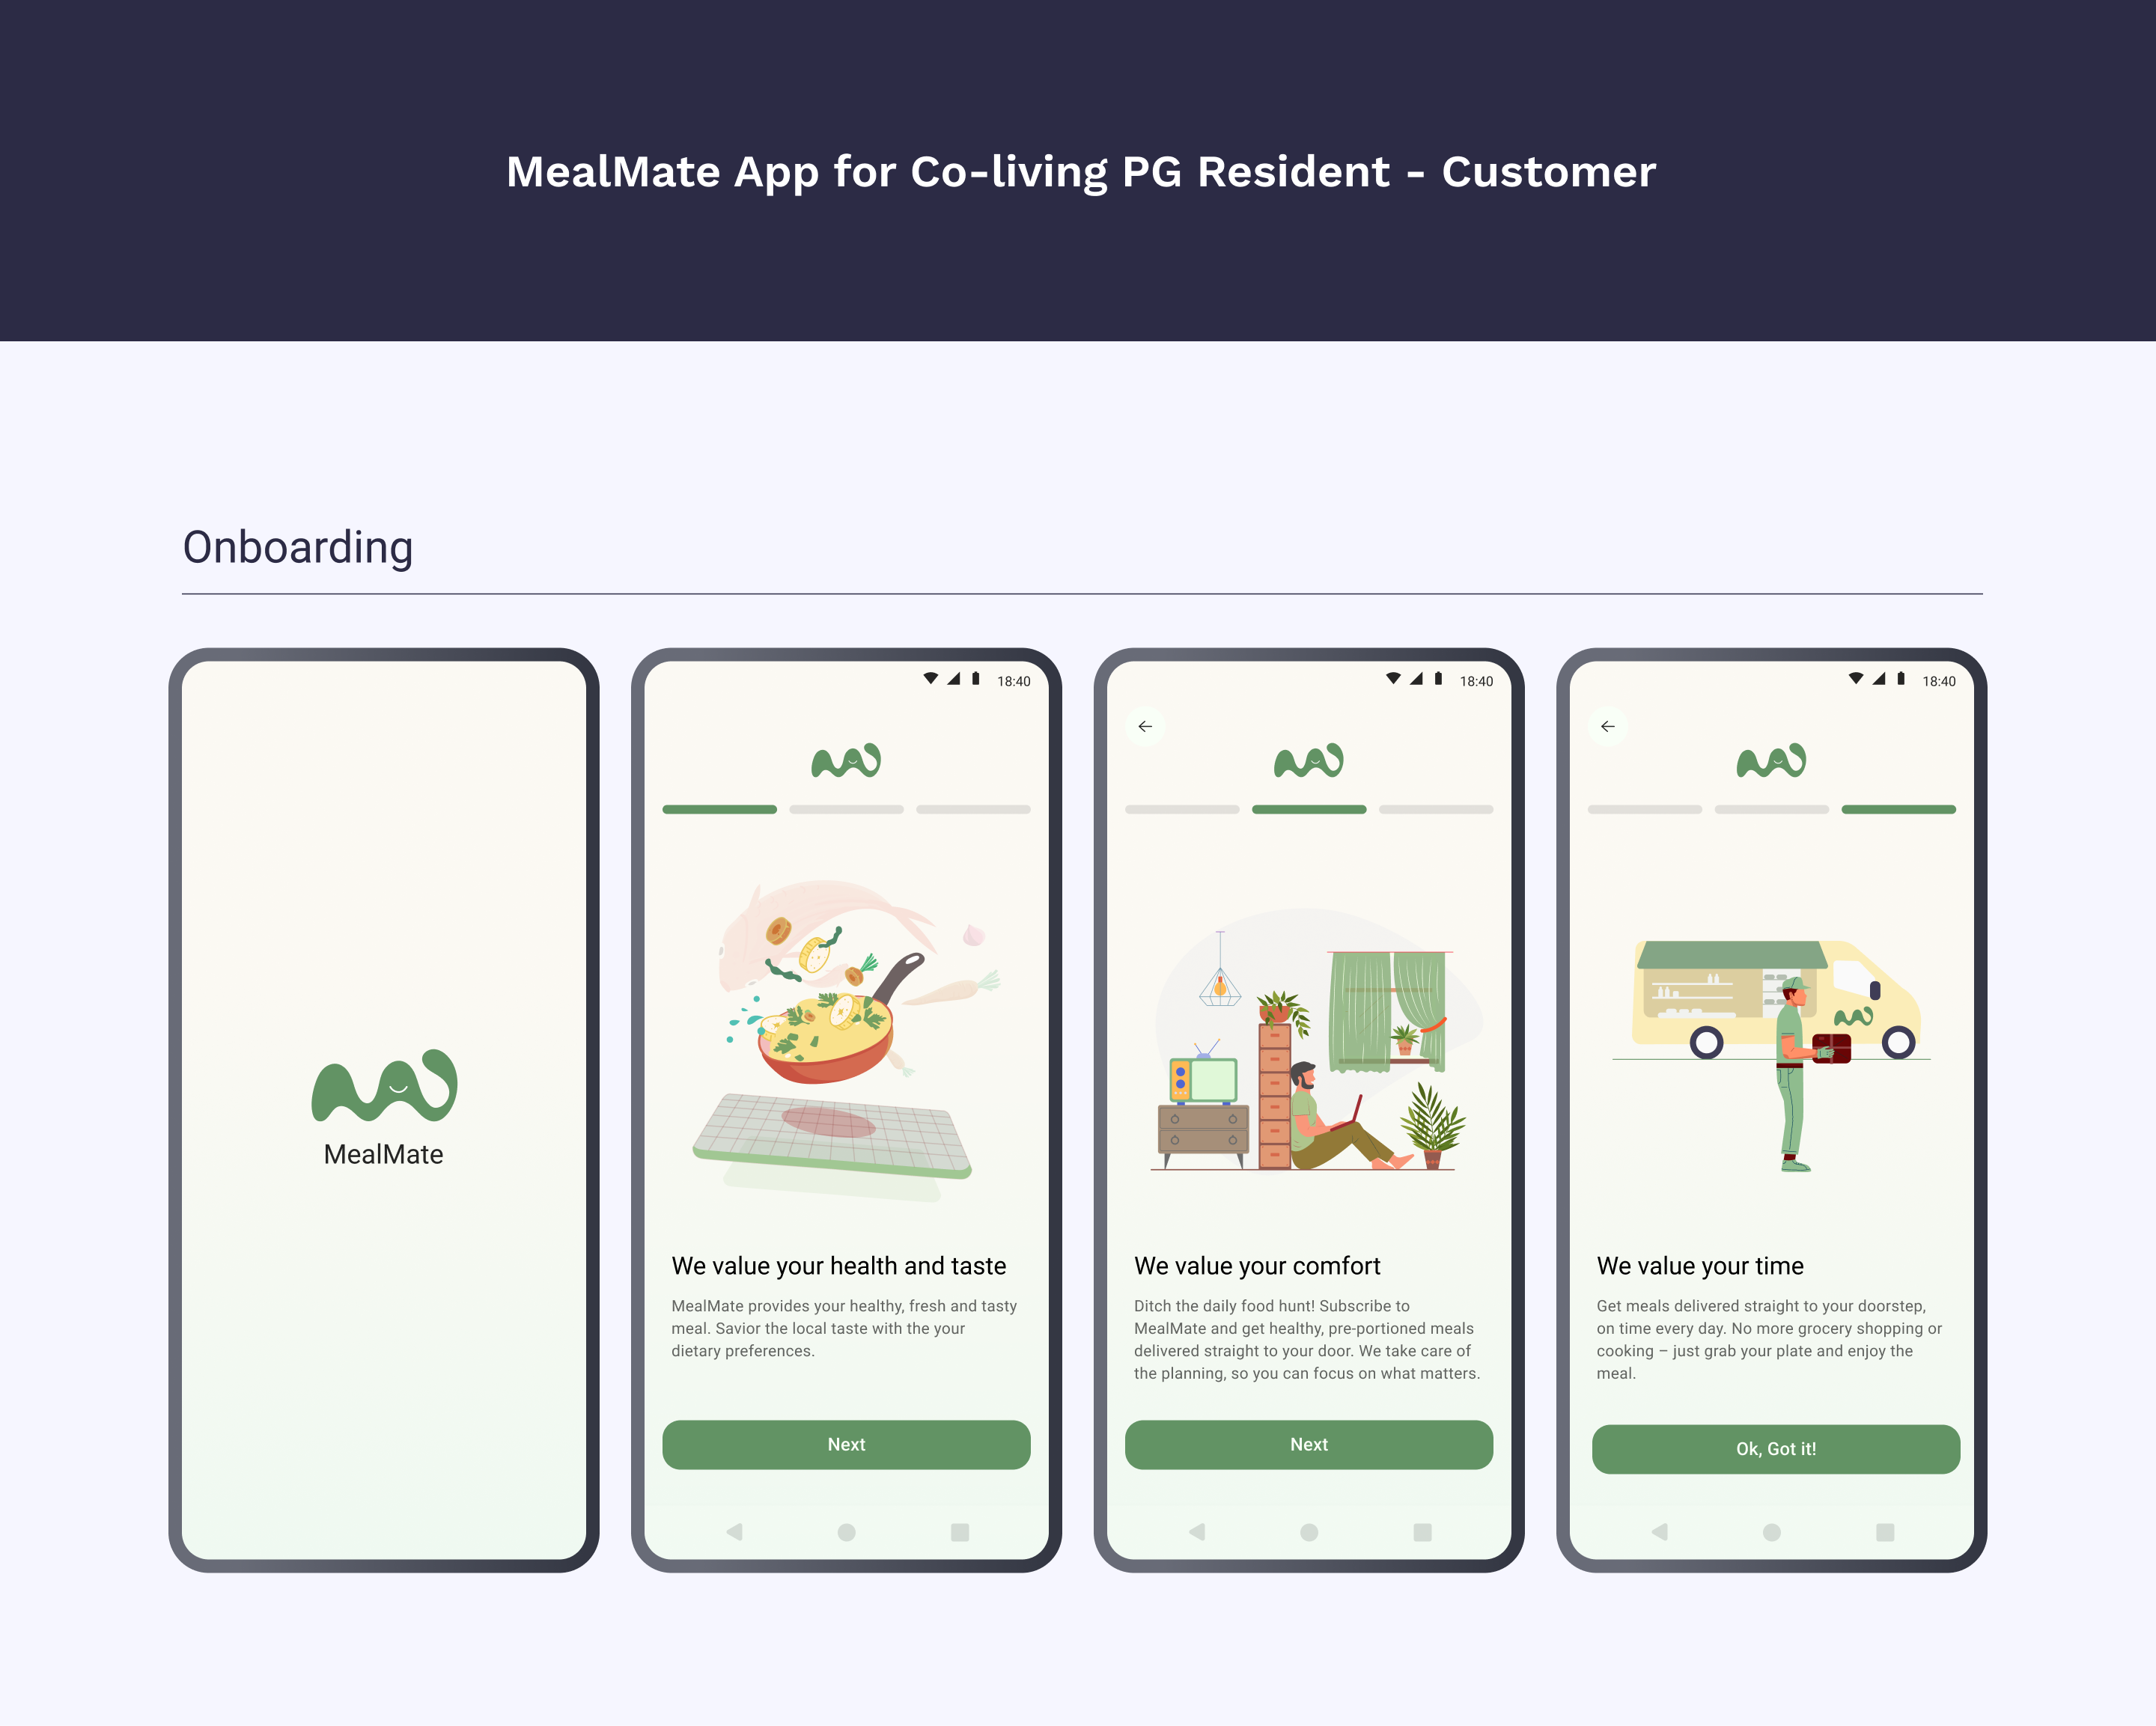 MealMate App for Co-living PG Resident - Customer
Onboarding
MealMate
18:40
We value your health and taste
MealMate provides your healthy, fresh and tasty
meal. Savior the local taste with the your
dietary preferences.
Next
18:40
We value your comfort
Ditch the daily food hunt! Subscribe to
MealMate and get healthy, pre-portioned meals
delivered straight to your door. We take care of
the planning, so you can focus on what matters.
Next
18:40
We value your time
Get meals delivered straight to your doorstep,
on time every day. No more grocery shopping or
cooking – just grab your plate and enjoy the
meal.
Ok, Got it!